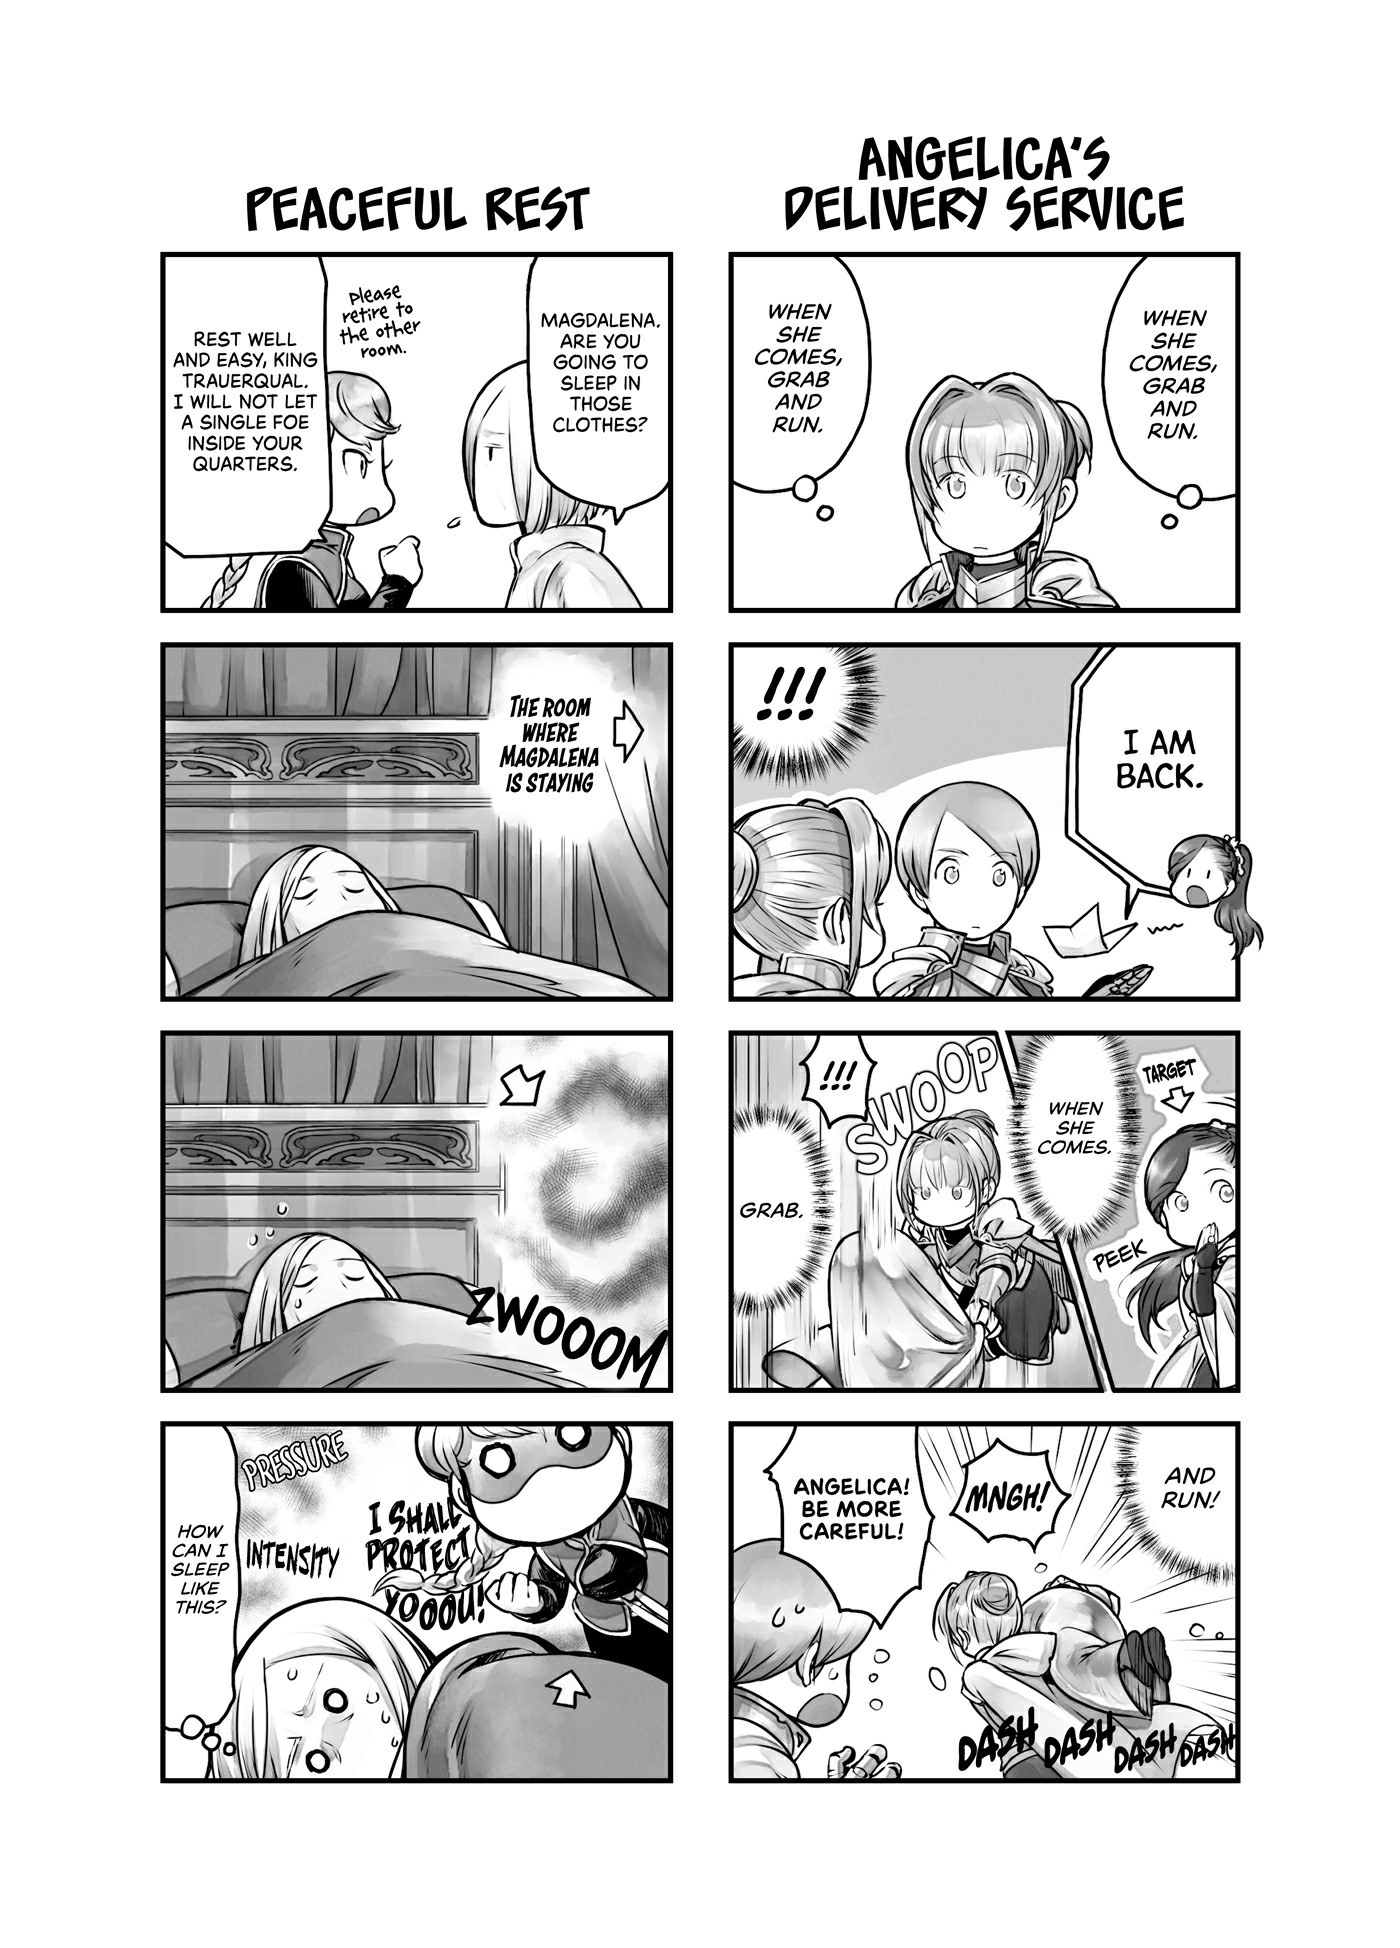 ANGELICA'S
DELIVERY SERVICE
WHEN
SHE
COMES,
GRAB
AND
RUN.
WHEN
SHE
COMES,
GRAB
AND
RUN.
I AM
BACK.
!!!
TARGET
WHEN
SHE
COMES.
PEEK
SWOOP
!!!
GRAB.
AND
RUN!
MNGH!
ANGELICA!
BE MORE
CAREFUL!
DASH DASH DASH DASH
PEACEFUL REST
MAGDALENA.
ARE YOU
GOING TO
SLEEP IN
THOSE
CLOTHES?
please
retire to
the other
room.
REST WELL
AND EASY, KING
TRAUERQUAL.
I WILL NOT LET
A SINGLE FOE
INSIDE YOUR
QUARTERS.
THE ROOM
WHERE
MAGDALENA
IS STAYING
ZWOOOM
PRESSURE
I SHALL
PROTECT
YOOOU!
INTENSITY
HOW
CAN I
SLEEP
LIKE
THIS?